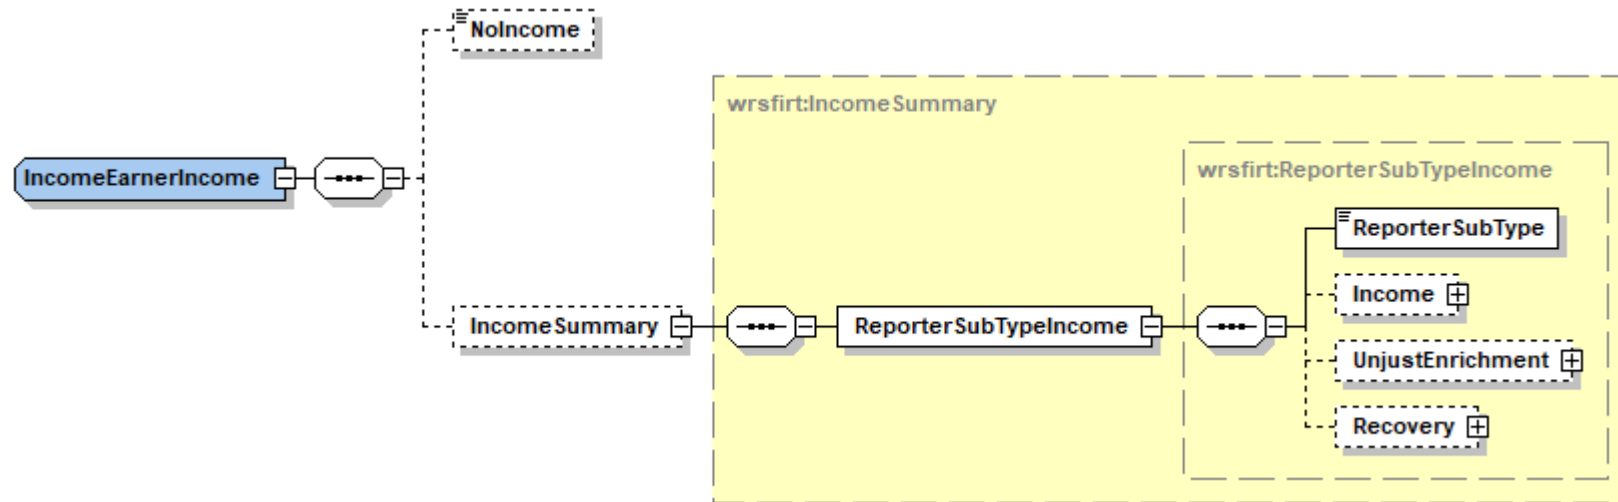 NoIncome
wrsfirt:IncomeSummary
wrsfirt:ReporterSubTypeIncome
IncomeEarnerIncome
ReporterSubType
Income
IncomeSummary
ReporterSubTypeIncome
UnjustEnrichment
Recovery